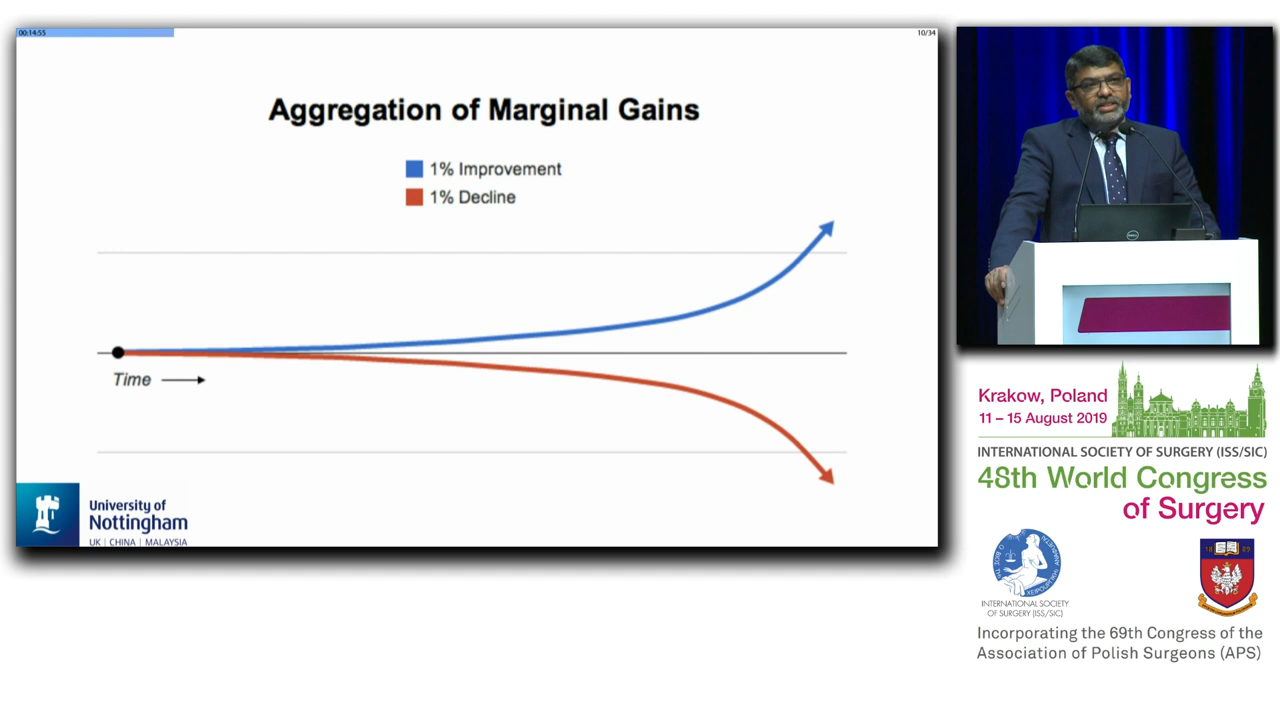 00:14:55
10/34
Aggregation of Marginal Gains
1% Improvement
1% Decline
Time
University of
Nottingham
UK | CHINA | MALAYSIA
Krakow, Poland
11 – 15 August 2019
INTERNATIONAL SOCIETY OF SURGERY (ISS/SIC)
48th World Congress
of Surgery
INTERNATIONAL SOCIETY
OF SURGERY (ISS/SIC)
Incorporating the 69th Congress of the
Association of Polish Surgeons (APS)